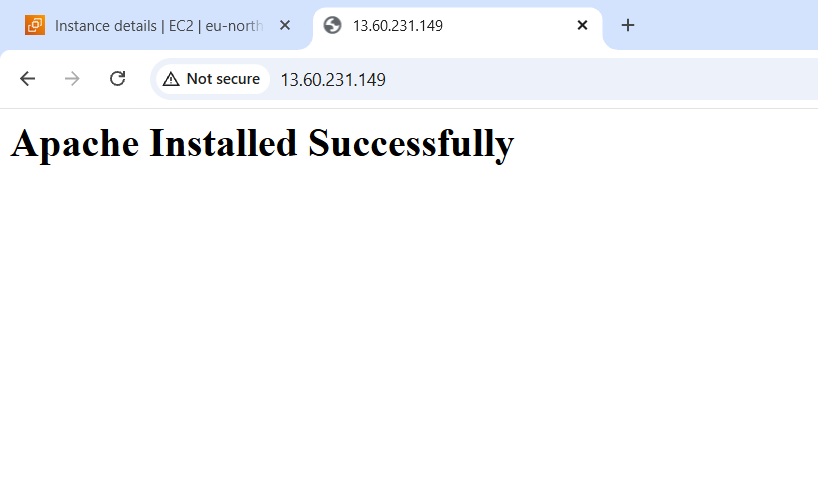 Instance details | EC2 | eu-north
13.60.231.149
Not secure
13.60.231.149
Apache Installed Successfully